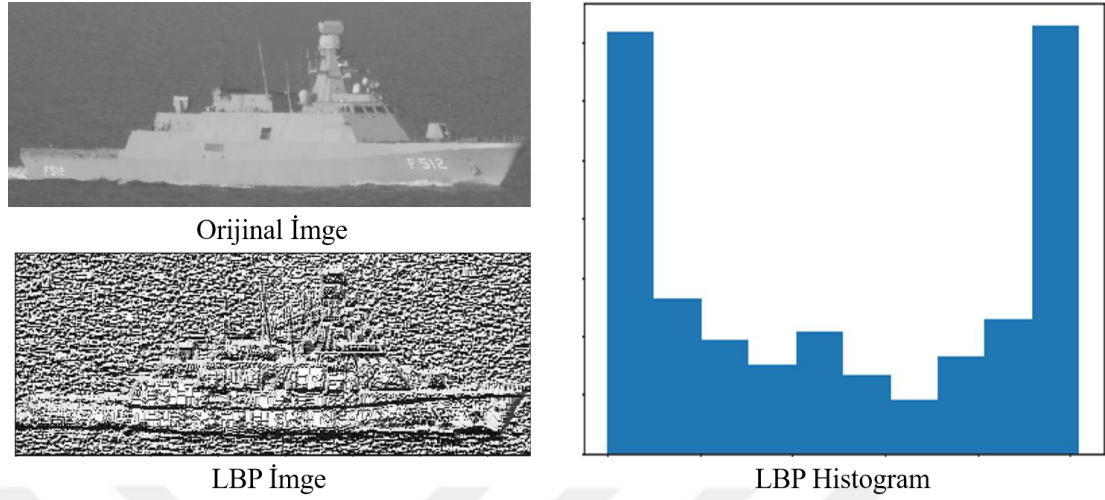 F512
F512
Orijinal İmge
LBP İmge
LBP Histogram